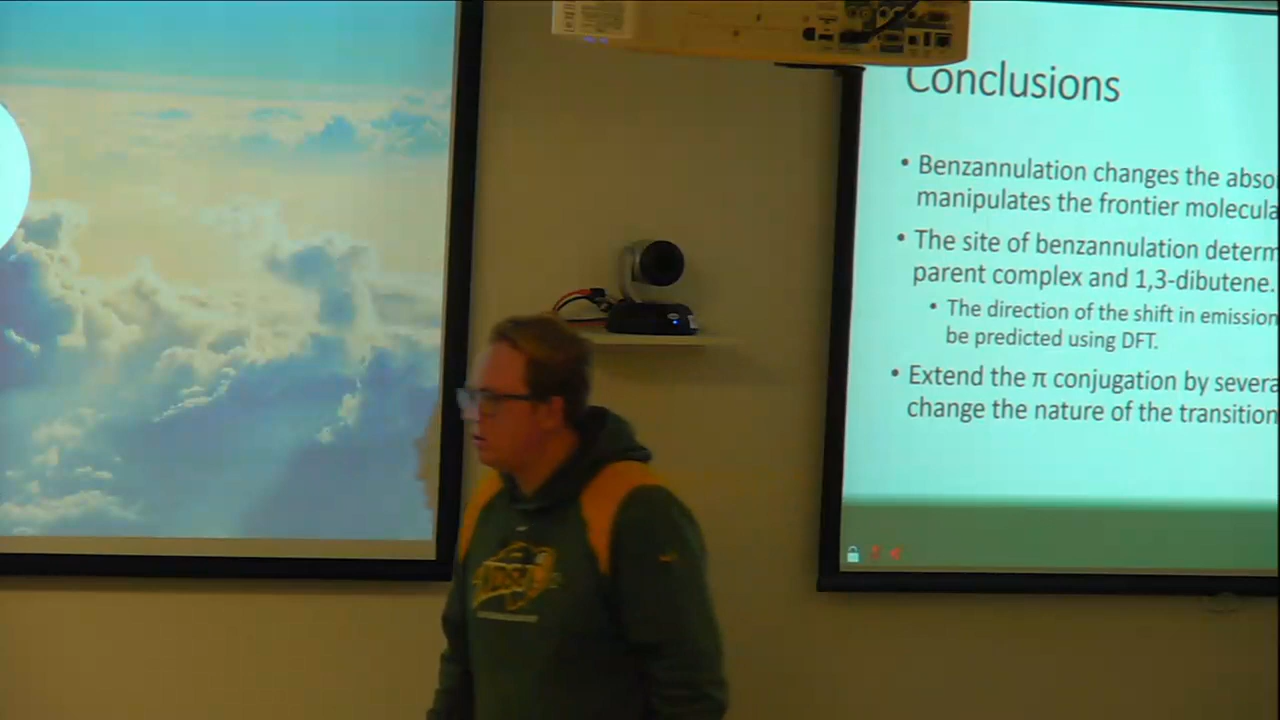 Conclusions
• Benzannulation changes the abso
manipulates the frontier molecula
• The site of benzannulation determ
parent complex and 1,3-dibutene.
• The direction of the shift in emission
be predicted using DFT.
• Extend the π conjugation by severa
change the nature of the transition
NDSU